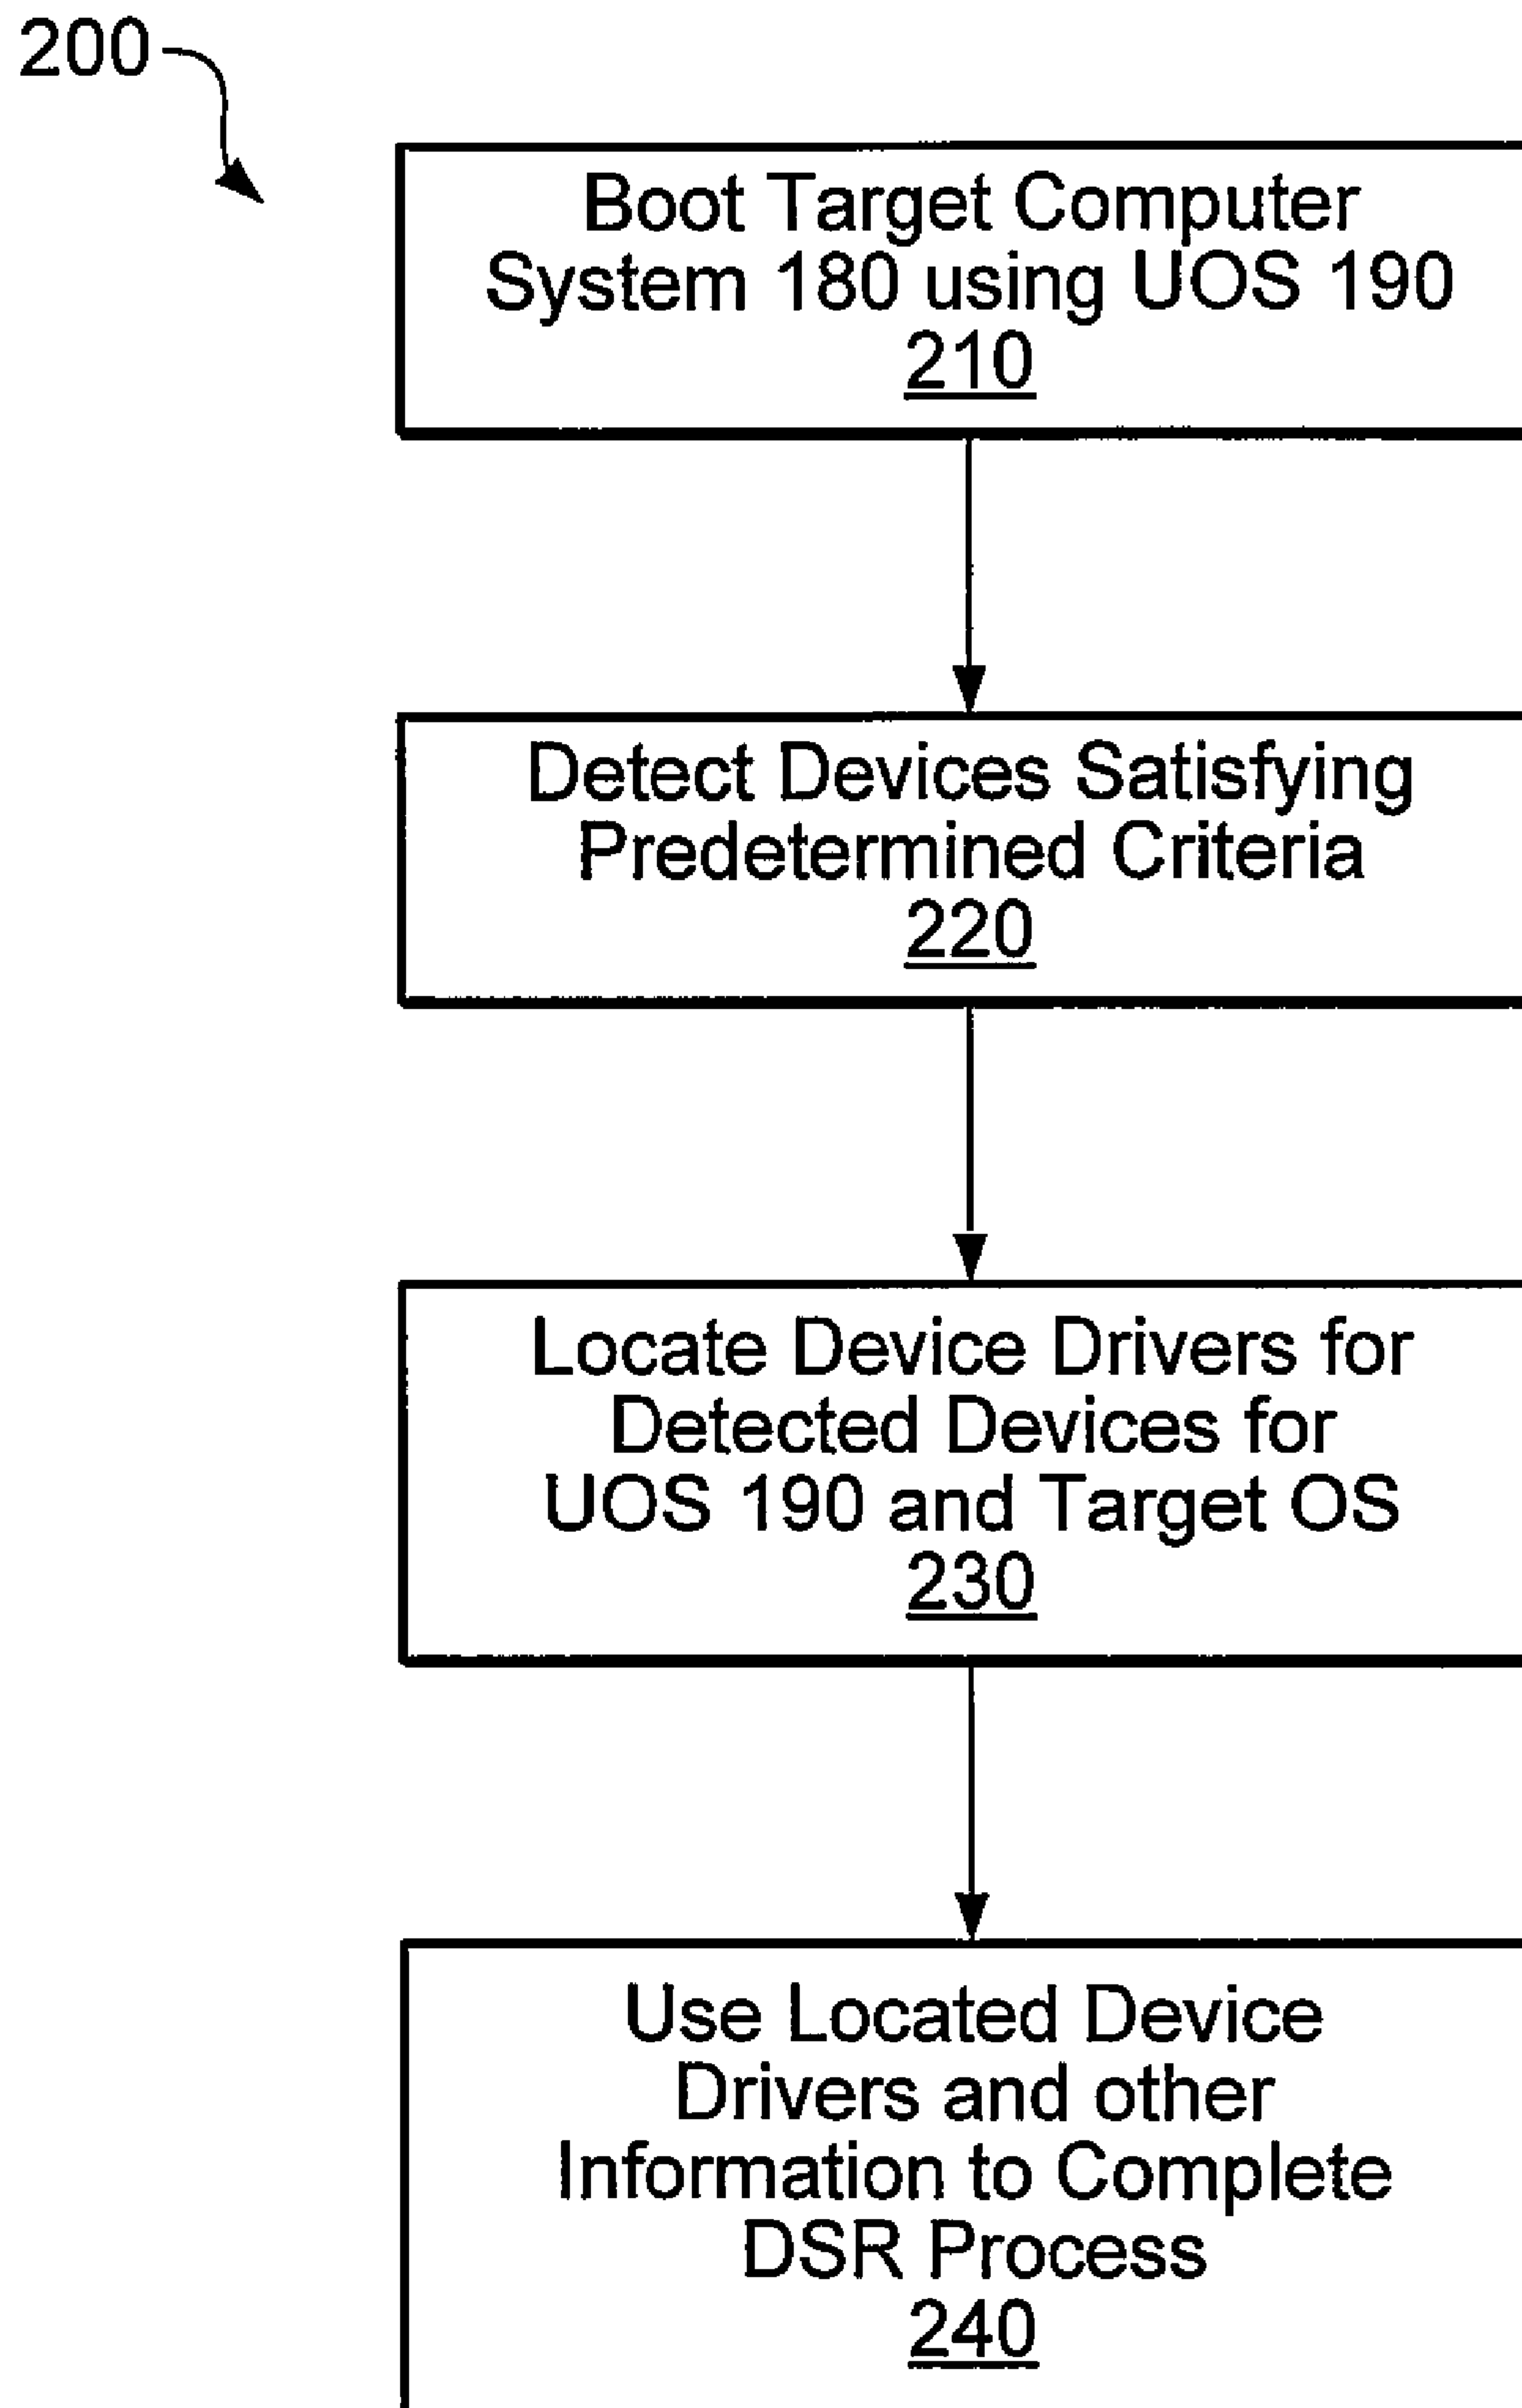 200
Boot Target Computer
System 180 using UOS 190
210
Detect Devices Satisfying
Predetermined Criteria
220
Locate Device Drivers for
Detected Devices for
UOS 190 and Target OS
230
Use Located Device
Drivers and other
Information to Complete
DSR Process
240